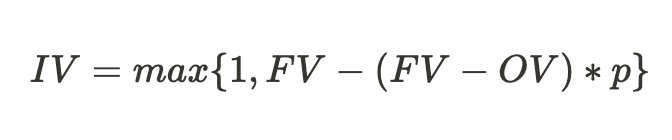 IV = max{1, FV − (FV − OV) ∗ p}